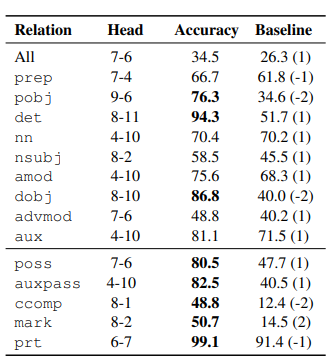 Relation Head Accuracy Baseline
All 7-6 34.5 26.3 (1)
prep 7-4 66.7 61.8 (-1)
pobj 9-6 76.3 34.6 (-2)
det 8-11 94.3 51.7 (1)
nn 4-10 70.4 70.2 (1)
nsubj 8-2 58.5 45.5 (1)
amod 4-10 75.6 68.3 (1)
dobj 8-10 86.8 40.0 (-2)
advmod 7-6 48.8 40.2 (1)
aux 4-10 81.1 71.5 (1)
poss 7-6 80.5 47.7 (1)
auxpass 4-10 82.5 40.5 (1)
ccomp 8-1 48.8 12.4 (-2)
mark 8-2 50.7 14.5 (2)
prt 6-7 99.1 91.4 (-1)